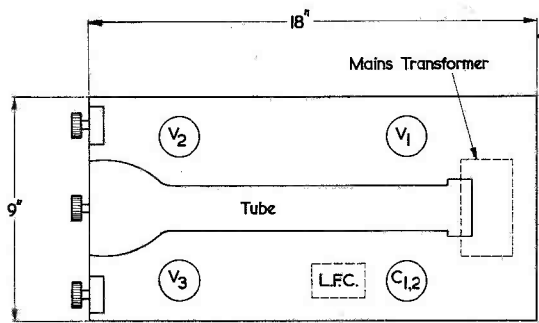 18"
Mains Transformer
9"
V2
V1
Tube
V3
L.F.C.
C1,2